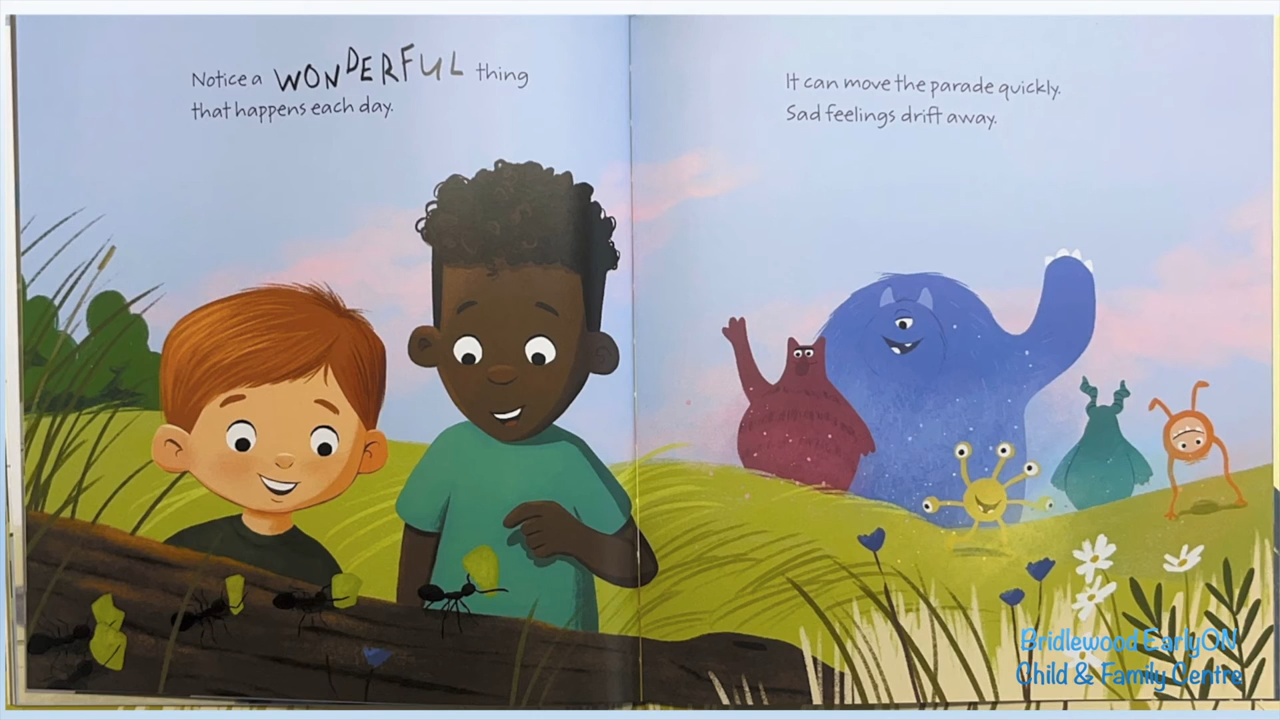 Notice a WONDERFUL thing
that happens each day.
It can move the parade quickly.
Sad feelings drift away.
Bridlewood EarlyON
Child & Family Centre